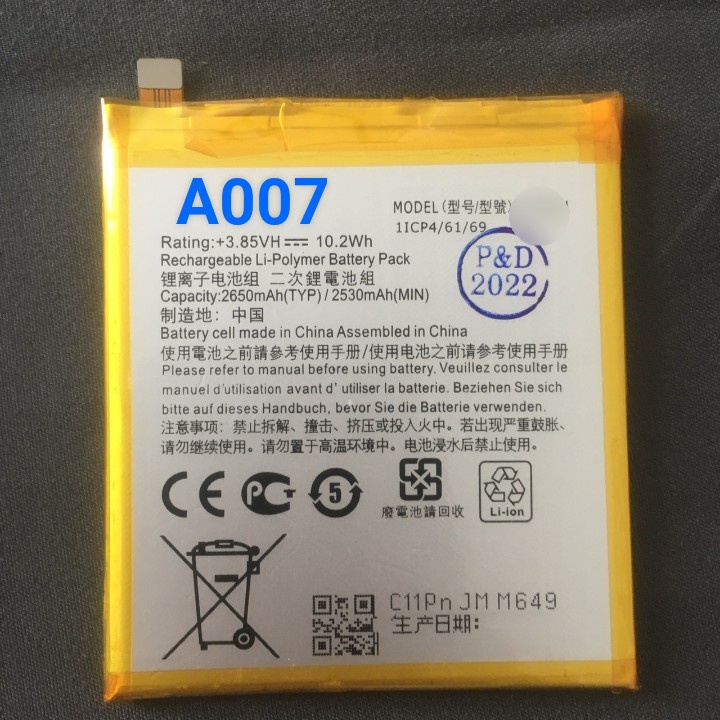 A007
MODEL(型号/型號)
1ICP4/61/69
P&D
2022
Rating:+3.85VH 10.2Wh
Rechargeable Li-Polymer Battery Pack
锂离子电池组 二次鋰電池組
Capacity:2650mAh(TYP)/2530mAh(MIN)
制造地：中国
Battery cell made in China Assembled in China
使用電池之前請參考使用手册/使用电池之前请参考使用手册
Please refer to manual before using battery. Veuillez consulter le
manuel d'utilisation avant d' utiliser la batterie. Beziehen Sie sich
bitte auf dieses Handbuch, bevor Sie die Batterie verwenden.
注意事项：禁止拆解、撞击、挤压或投入火中。若出现严重鼓胀、
请勿继续使用。请勿置于高温环境中。电池浸水后禁止使用。
CE PC 5
廢電池請回收
Li-ion
C11Pn JM M649
生产日期: